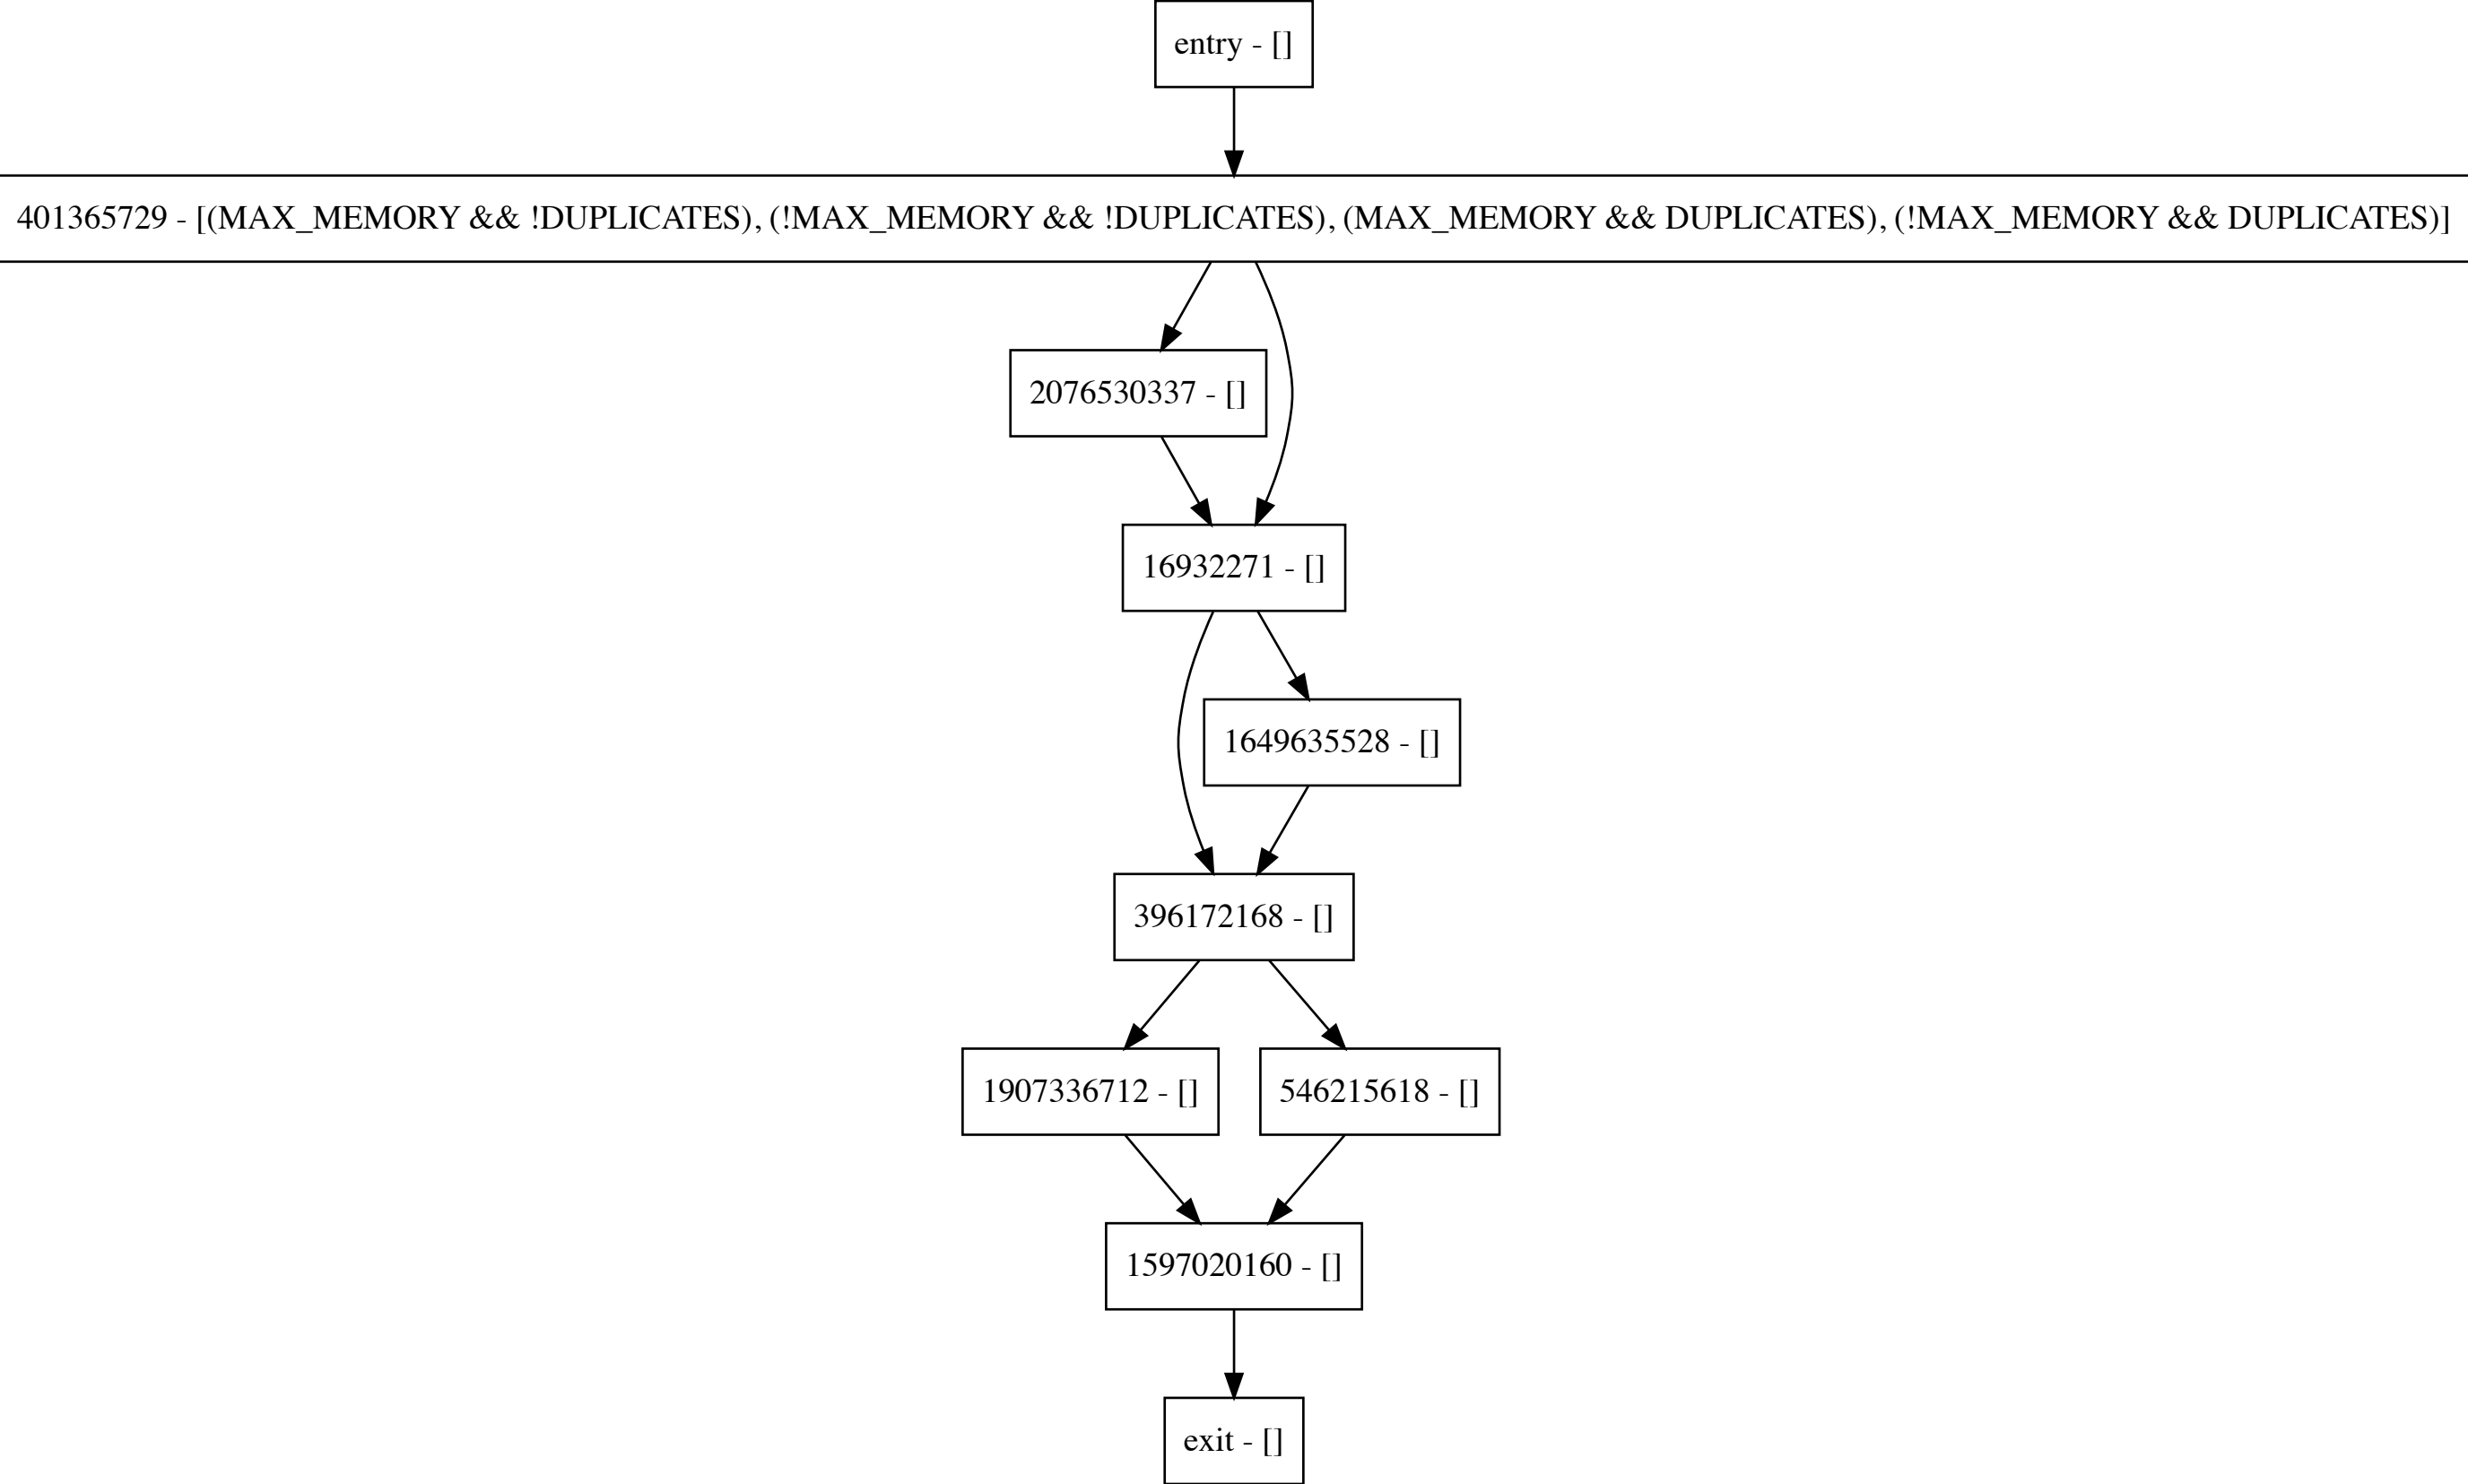 entry - []
401365729 - [(MAX_MEMORY && !DUPLICATES), (!MAX_MEMORY && !DUPLICATES), (MAX_MEMORY && DUPLICATES), (!MAX_MEMORY && DUPLICATES)]
2076530337 - []
16932271 - []
1649635528 - []
396172168 - []
1907336712 - []
546215618 - []
1597020160 - []
exit - []